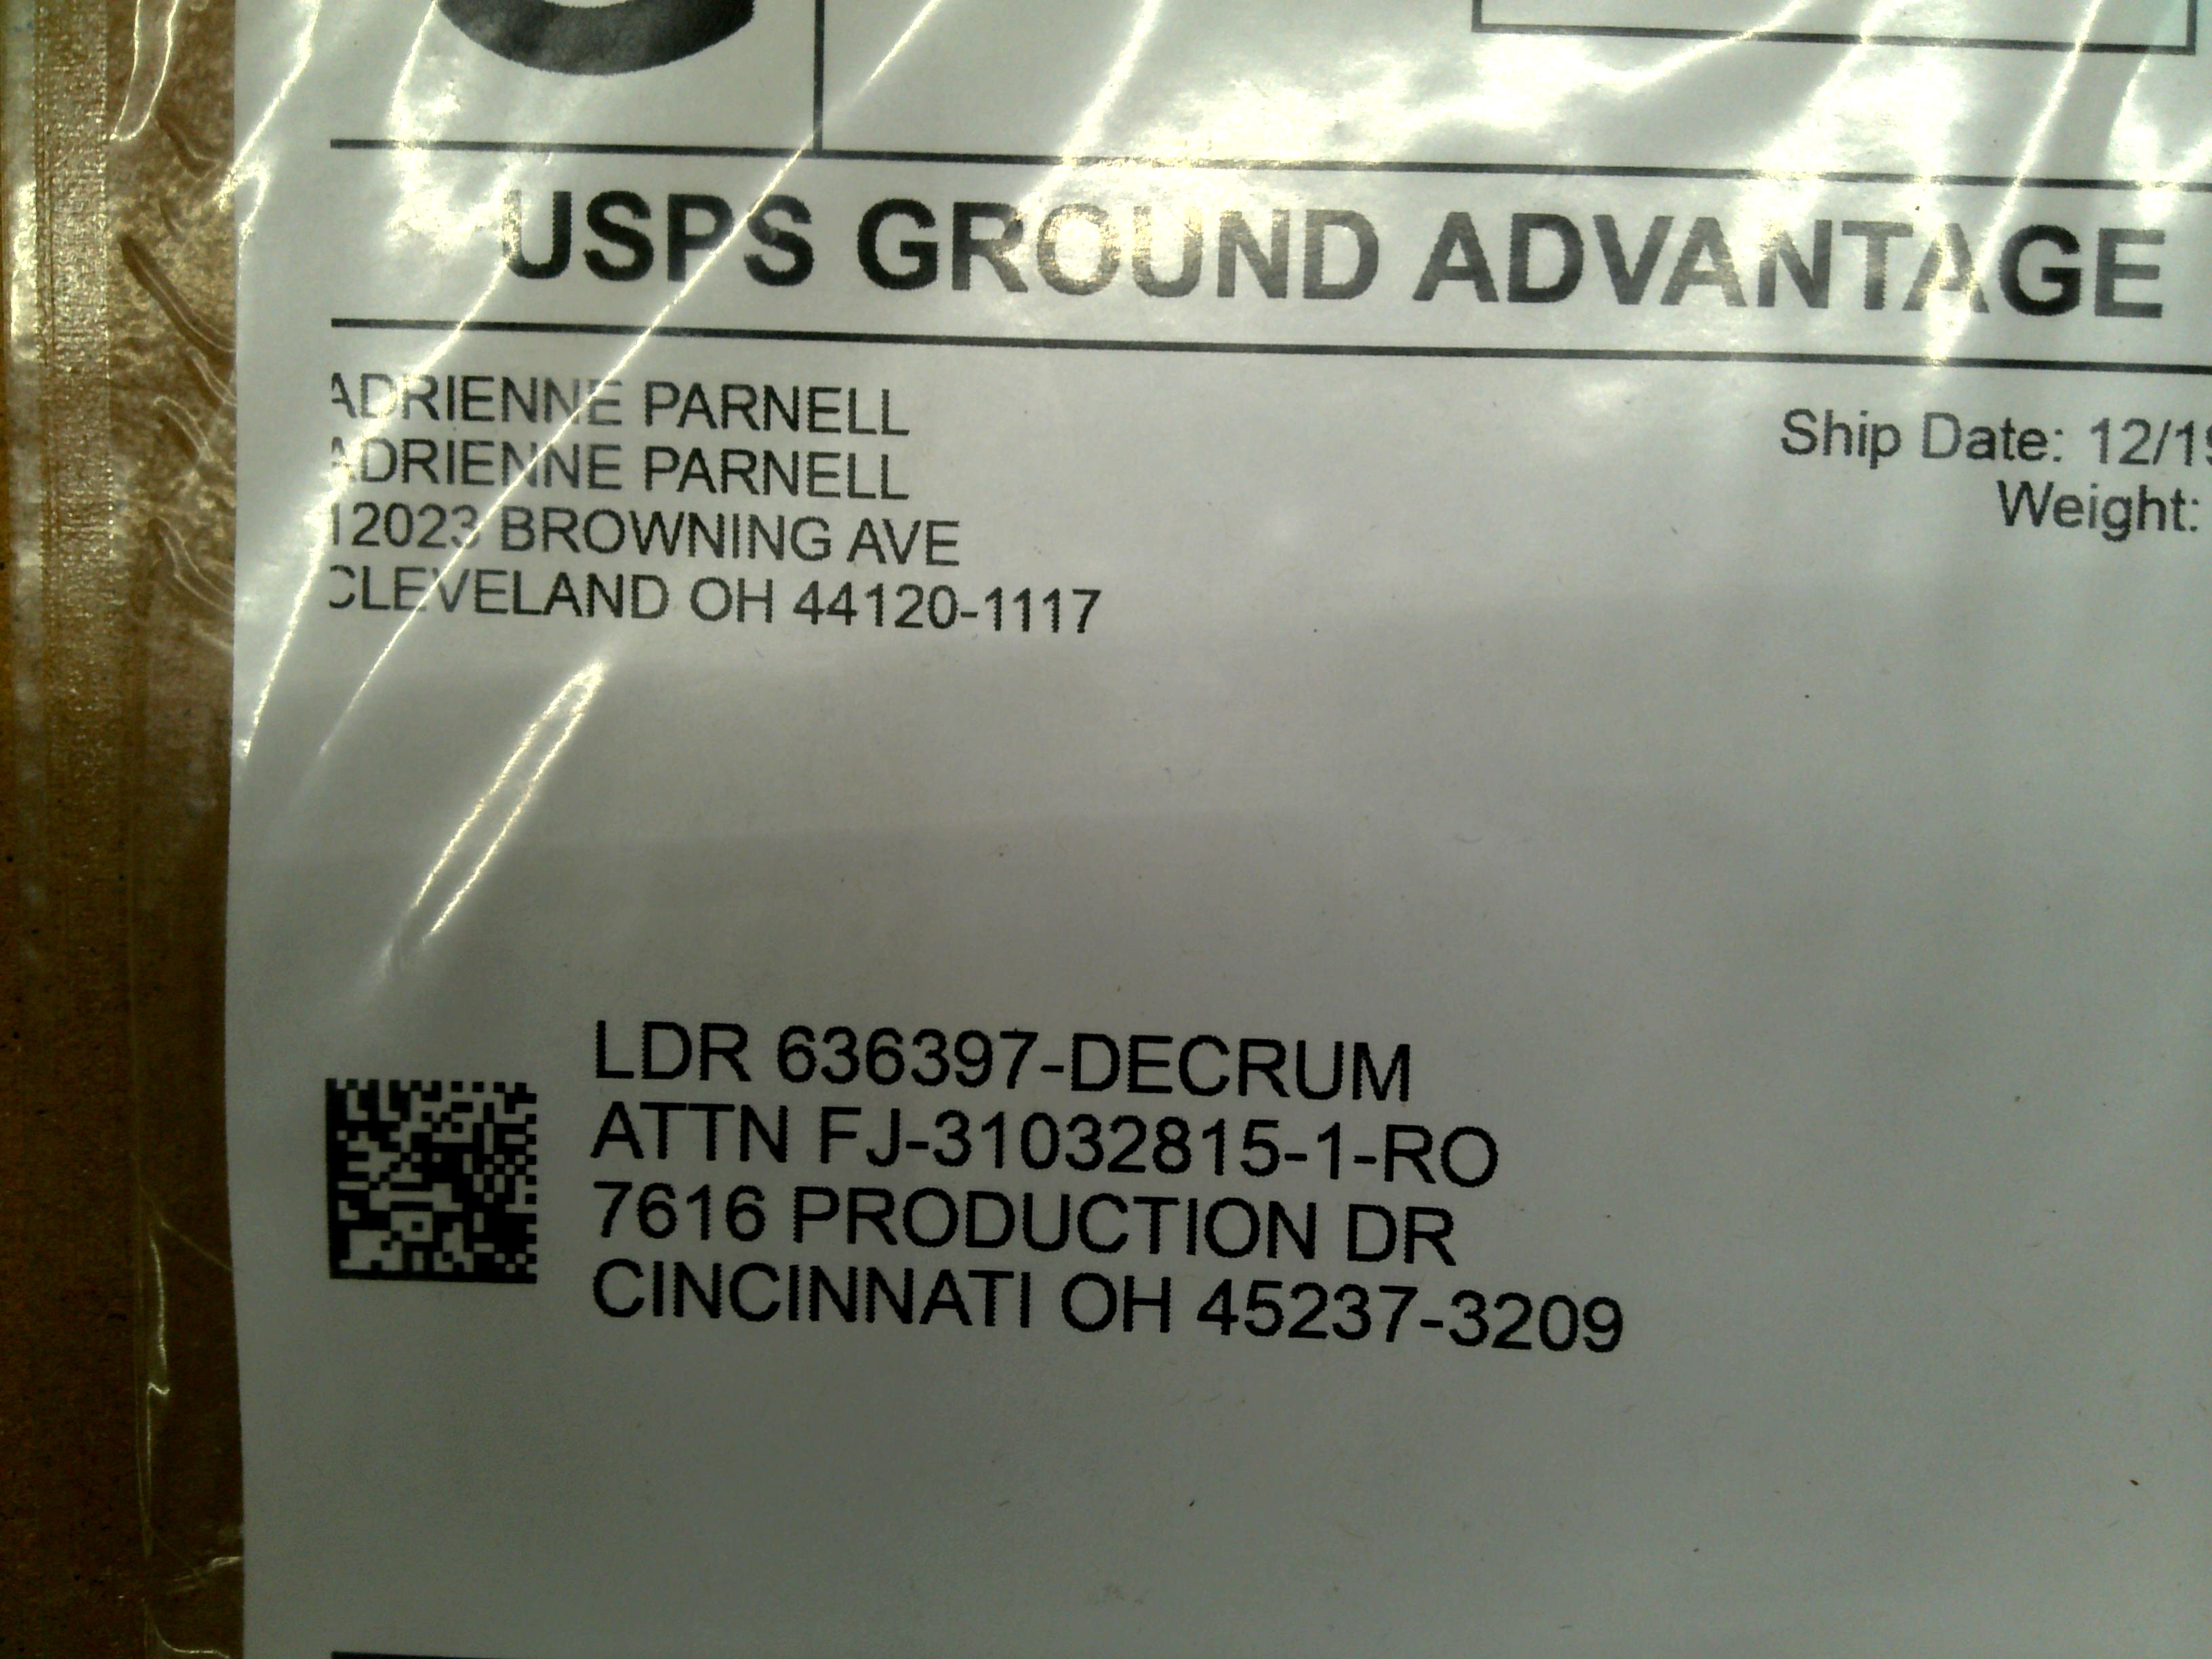 USPS GROUND ADVANTAGE
ADRIENNE PARNELL
ADRIENNE PARNELL
12023 BROWNING AVE
CLEVELAND OH 44120-1117
Ship Date: 12/19
Weight:
LDR 636397-DECRUM
ATTN FJ-31032815-1-RO
7616 PRODUCTION DR
CINCINNATI OH 45237-3209